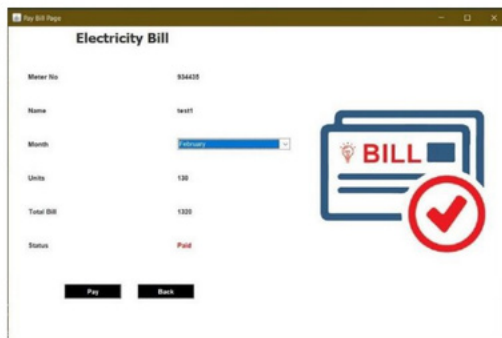 Pay Bill Page
Electricity Bill
Meter No 934435
Name test1
Month February
Units 130
Total Bill 1320
Status Paid
Pay Back
BILL